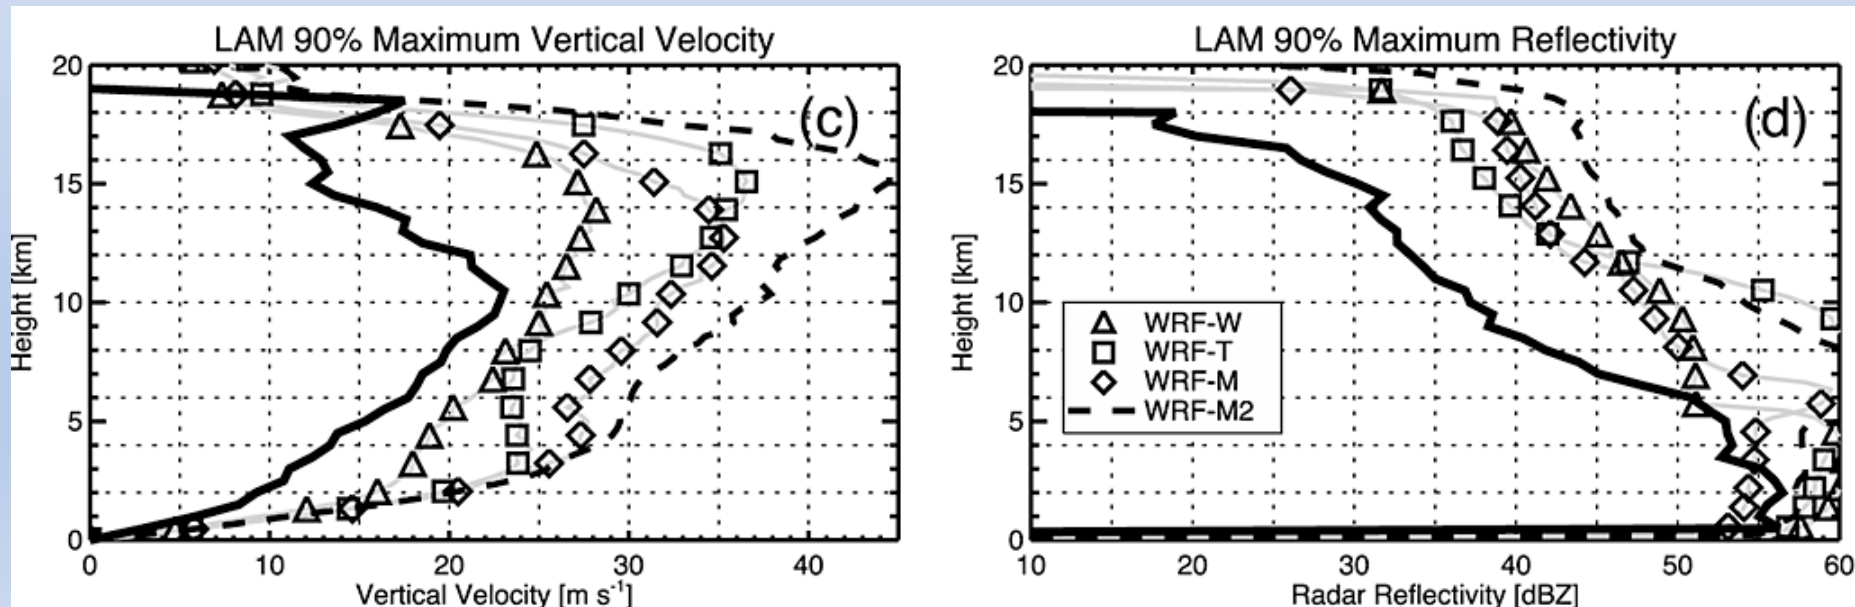 LAM 90% Maximum Vertical Velocity
20
15
10
5
0
Height [km]
(c)
0 10 20 30 40
Vertical Velocity [m s⁻¹]
LAM 90% Maximum Reflectivity
20
15
10
5
0
Height [km]
(d)
WRF-W
WRF-T
WRF-M
WRF-M2
10 20 30 40 50 60
Radar Reflectivity [dBZ]